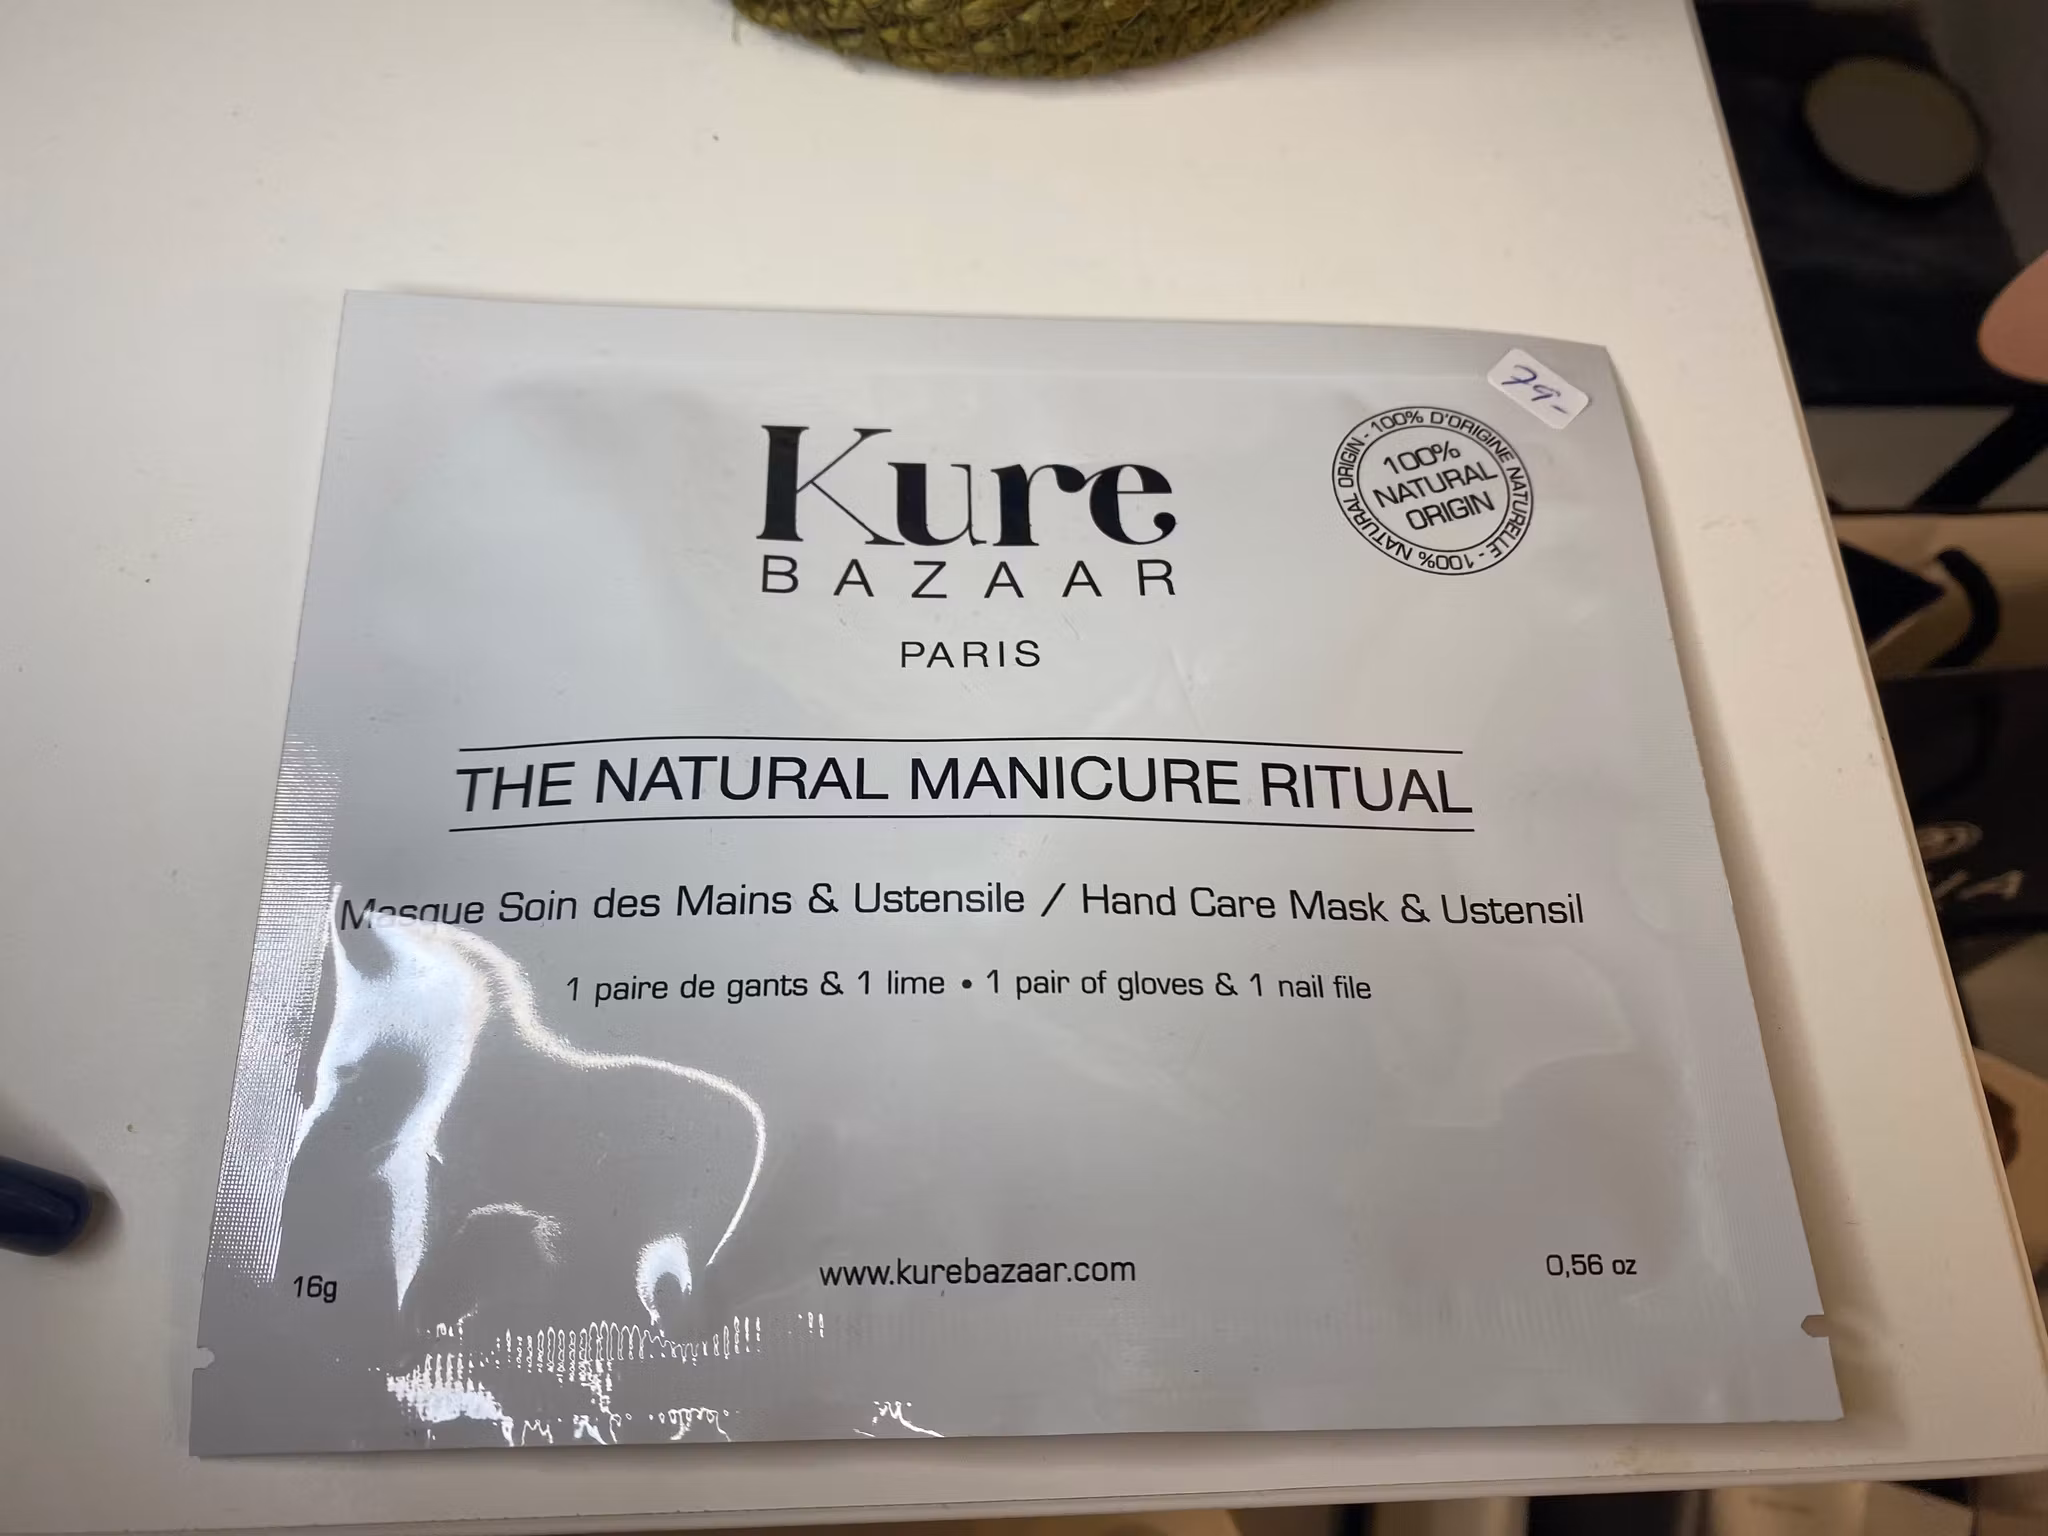 79-
Kure
BAZAAR
PARIS
100% D'ORIGINE NATURELLE - 100% NATURAL ORIGIN -
100%
NATURAL
ORIGIN
THE NATURAL MANICURE RITUAL
Masque Soin des Mains & Ustensile / Hand Care Mask & Ustensil
1 paire de gants & 1 lime • 1 pair of gloves & 1 nail file
16g
www.kurebazaar.com
0,56 oz